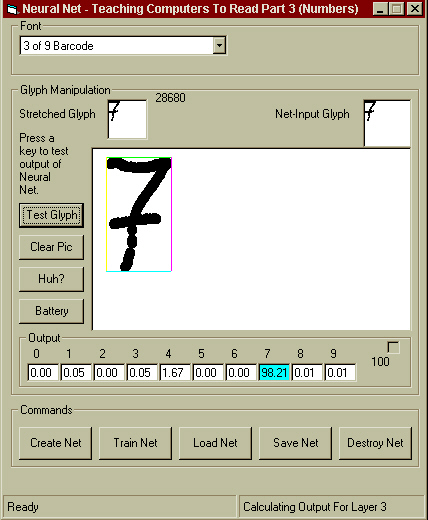 Neural Net - Teaching Computers To Read Part 3 (Numbers)
Font
3 of 9 Barcode
Glyph Manipulation
Stretched Glyph
7
28680
Net-Input Glyph
7
Press a
key to test
output of
Neural
Net.
7
Test Glyph
Clear Pic
Huh?
Battery
Output
0 1 2 3 4 5 6 7 8 9
100
0.00 0.05 0.00 0.05 1.67 0.00 0.00 98.21 0.01 0.01
Commands
Create Net Train Net Load Net Save Net Destroy Net
Ready
Calculating Output For Layer 3